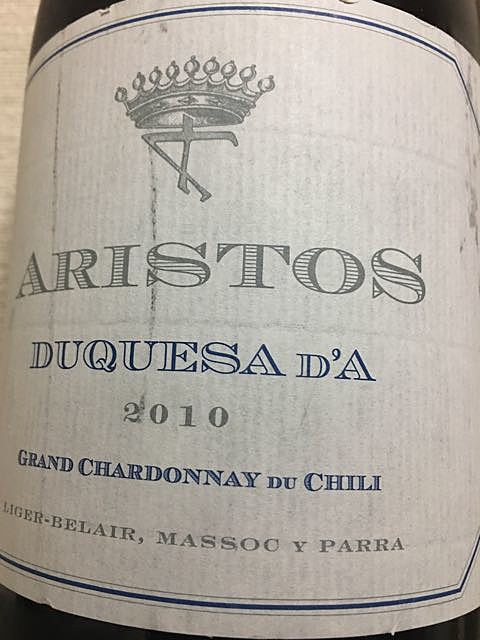 ARISTOS
DUQUESA D'A
2010
GRAND CHARDONNAY DU CHILI
LIGER-BELAIR, MASSOC Y PARRA